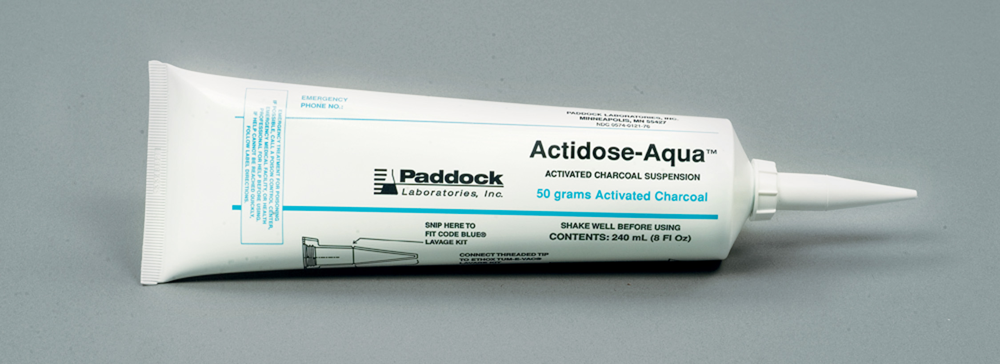 EMERGENCY
PHONE NO.:
EMERGENCY TREATMENT FOR POISONING
IF POSSIBLE, CALL A POISON CONTROL CENTER,
EMERGENCY MEDICAL FACILITY, OR HEALTH
PROFESSIONAL FOR HELP BEFORE USING.
IF HELP CANNOT BE REACHED QUICKLY,
FOLLOW LABEL DIRECTIONS.
PADDOCK LABORATORIES, INC.
MINNEAPOLIS, MN 55427
NDC 0574-0121-76
Actidose-Aqua™
ACTIVATED CHARCOAL SUSPENSION
50 grams Activated Charcoal
Paddock
Laboratories, Inc.
SNIP HERE TO
FIT CODE BLUE®
LAVAGE KIT
SHAKE WELL BEFORE USING
CONTENTS: 240 mL (8 Fl Oz)
CONNECT THREADED TIP
TO ETHOX TUM-E-VAC®
LAVAGE KIT